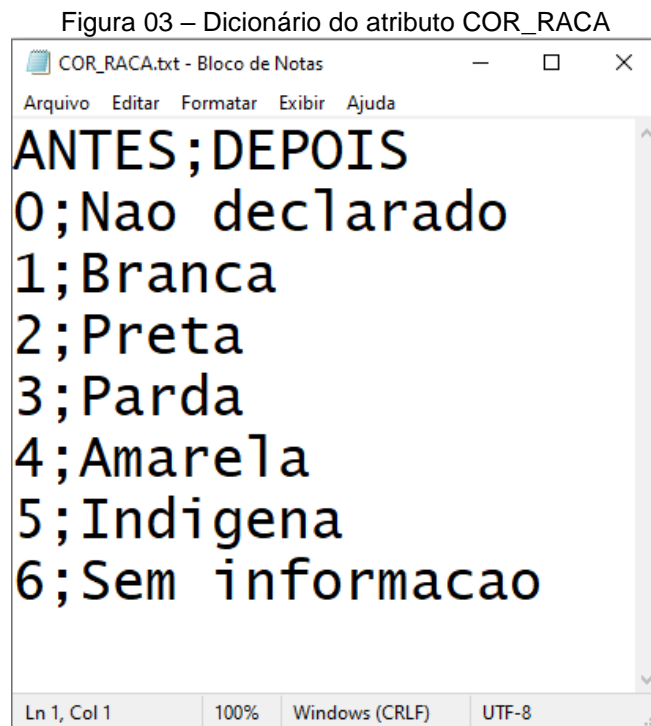 Figura 03 – Dicionário do atributo COR_RACA
COR_RACA.txt - Bloco de Notas
Arquivo Editar Formatar Exibir Ajuda
ANTES;DEPOIS
0;Nao declarado
1;Branca
2;Preta
3;Parda
4;Amarela
5;Indigena
6;Sem informacao
Ln 1, Col 1 100% Windows (CRLF) UTF-8